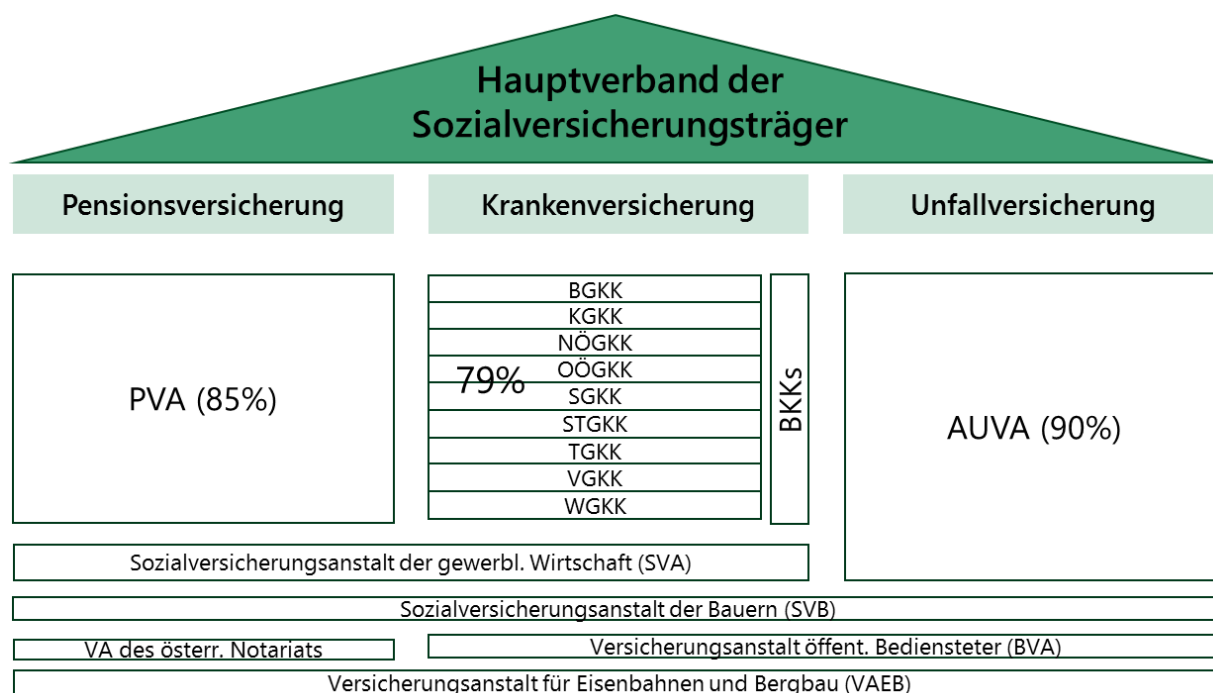 Hauptverband der
Sozialversicherungsträger
Pensionsversicherung
Krankenversicherung
Unfallversicherung
PVA (85%)
79%
BGKK
KGKK
NÖGKK
OÖGKK
SGKK
STGKK
TGKK
VGKK
WGKK
BKKs
AUVA (90%)
Sozialversicherungsanstalt der gewerbl. Wirtschaft (SVA)
Sozialversicherungsanstalt der Bauern (SVB)
VA des österr. Notariats
Versicherungsanstalt öffent. Bediensteter (BVA)
Versicherungsanstalt für Eisenbahnen und Bergbau (VAEB)